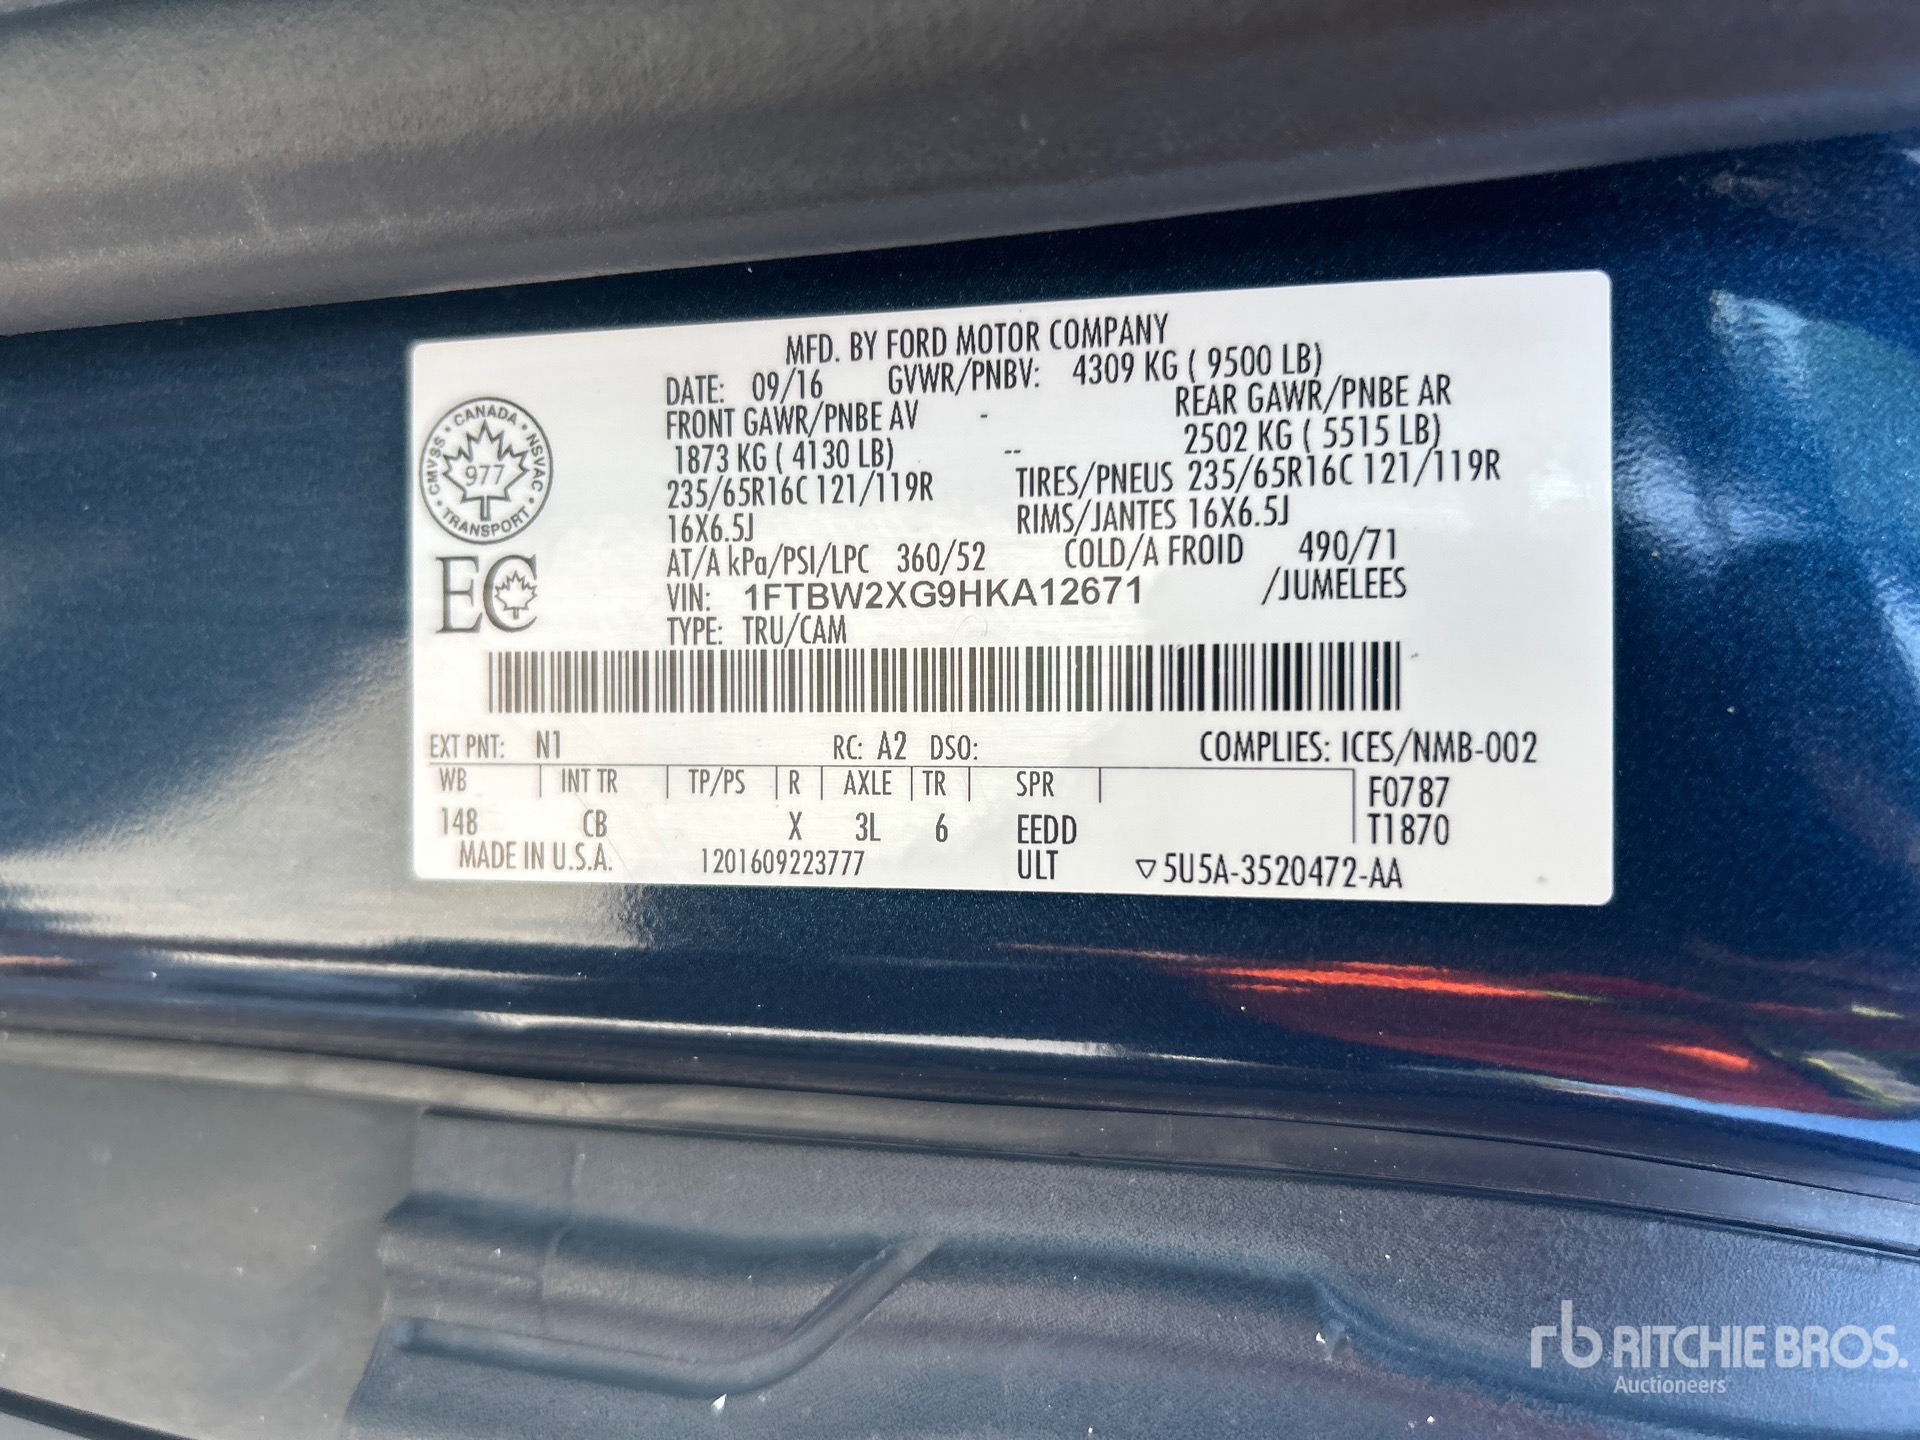 MFD. BY FORD MOTOR COMPANY
DATE: 09/16 GVWR/PNBV: 4309 KG ( 9500 LB)
FRONT GAWR/PNBE AV - REAR GAWR/PNBE AR
1873 KG ( 4130 LB) -- 2502 KG ( 5515 LB)
235/65R16C 121/119R TIRES/PNEUS 235/65R16C 121/119R
16X6.5J RIMS/JANTES 16X6.5J
AT/A kPa/PSI/LPC 360/52 COLD/A FROID 490/71
VIN: 1FTBW2XG9HKA12671 /JUMELEES
TYPE: TRU/CAM
CANADA
CMVSS NSVAC
977
TRANSPORT
EC
EXT PNT: N1 RC: A2 DSO: COMPLIES: ICES/NMB-002
WB | INT TR | TP/PS | R | AXLE | TR | SPR | F0787
148 CB X 3L 6 EEDD T1870
MADE IN U.S.A. 1201609223777 ULT ▽5U5A-3520472-AA
rb RITCHIE BROS.
Auctioneers